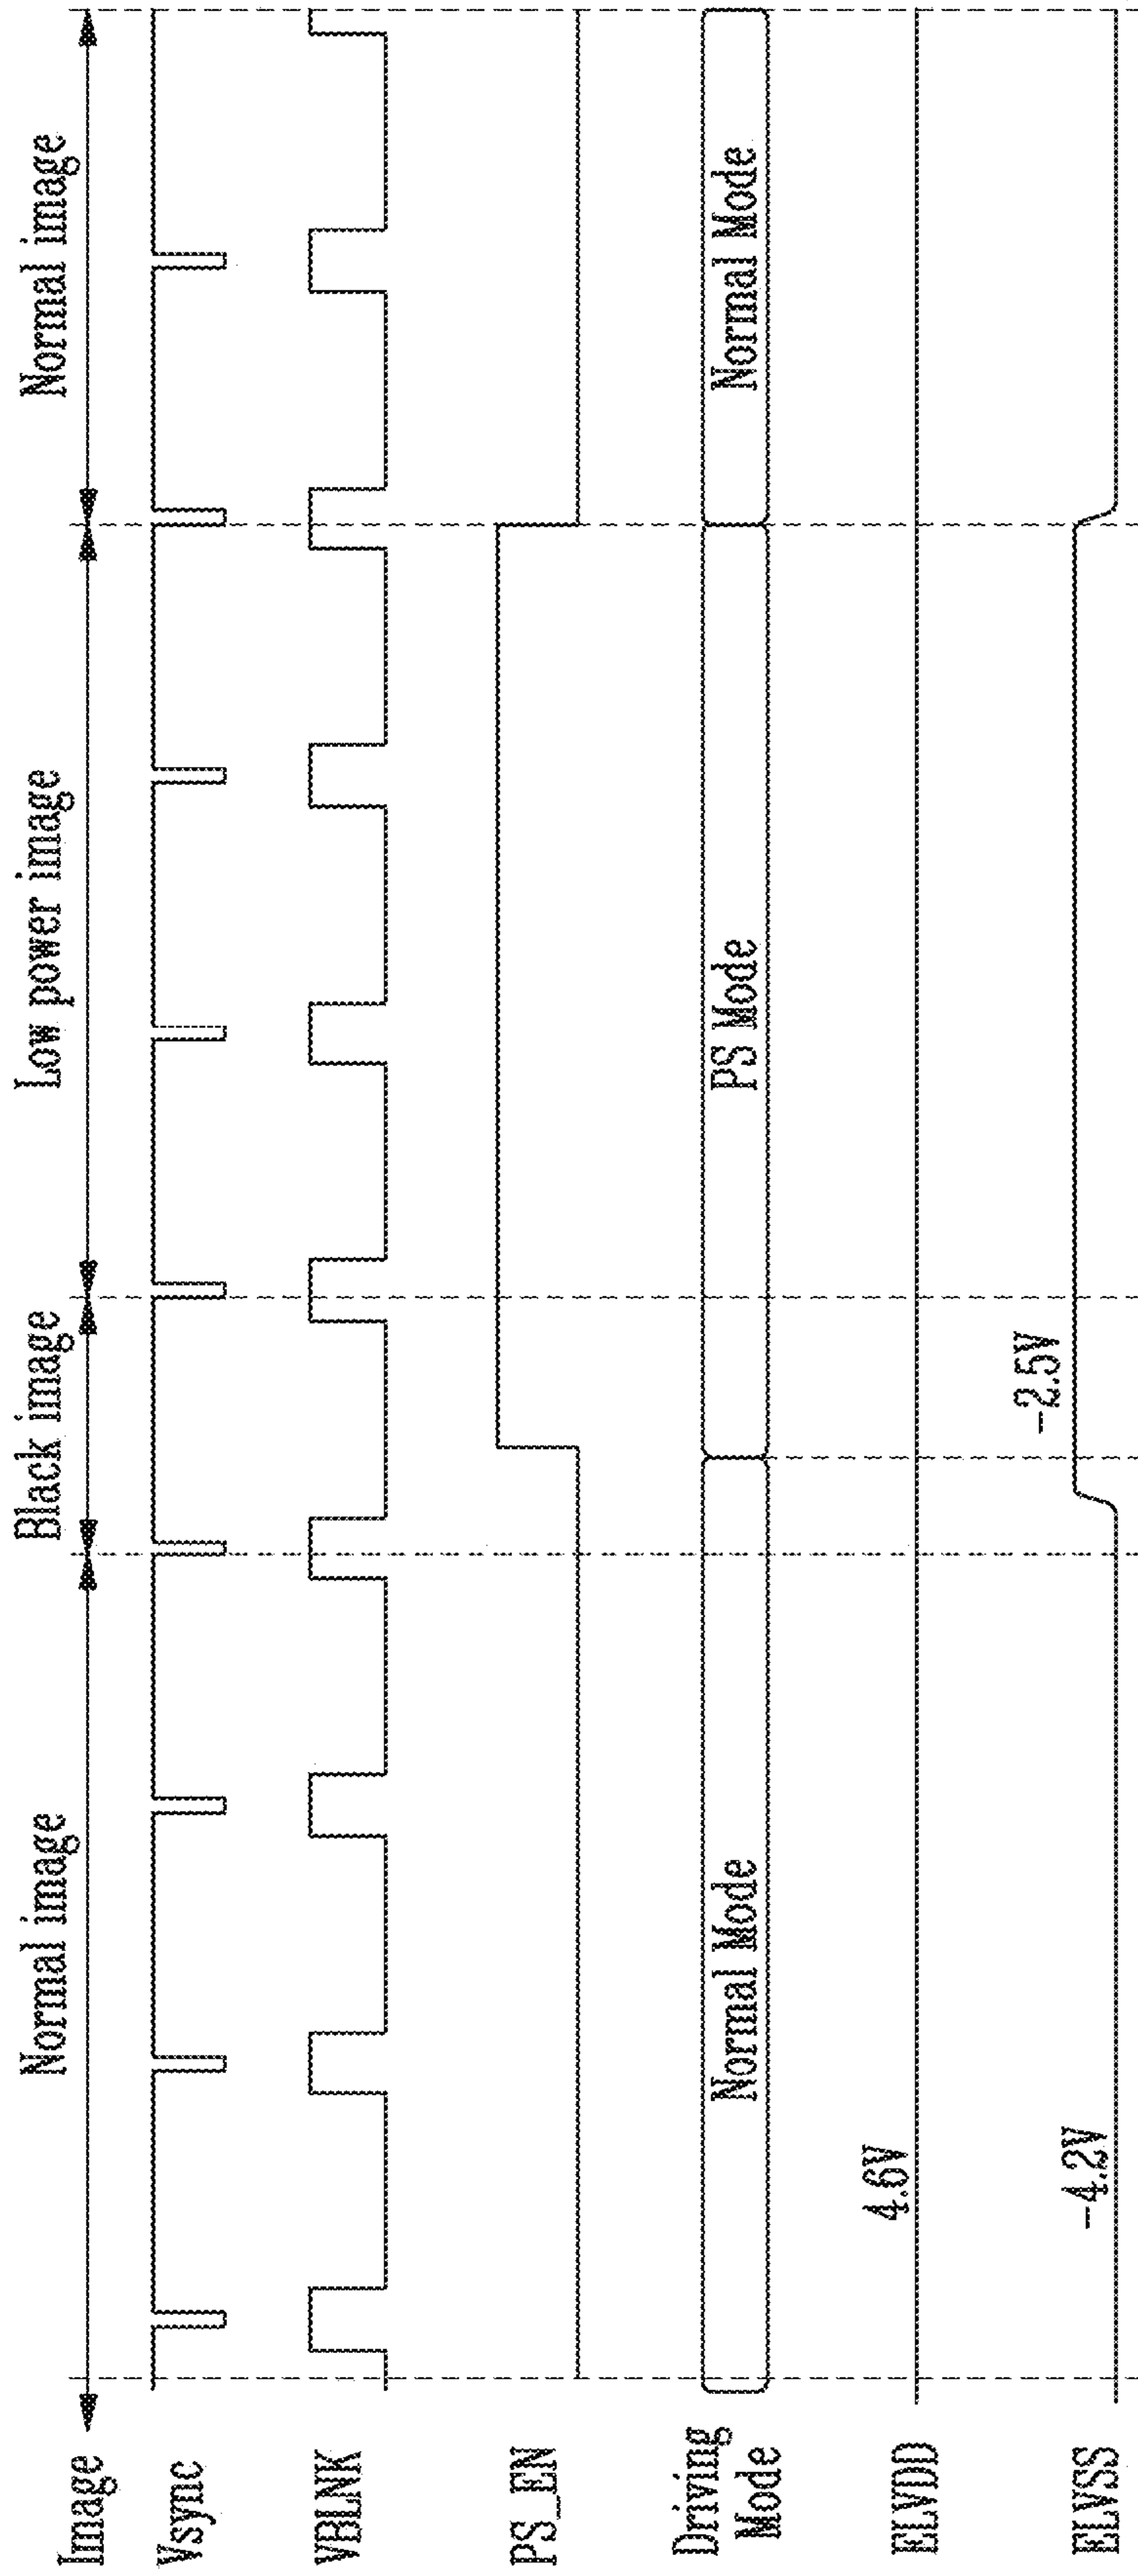 Image
Normal image
Black image
Low power image
Normal image
Vsync
VBLNK
PS_EN
Driving
Mode
Normal Mode
PS Mode
Normal Mode
ELVDD
4.6V
ELVSS
-4.2V
-2.5V